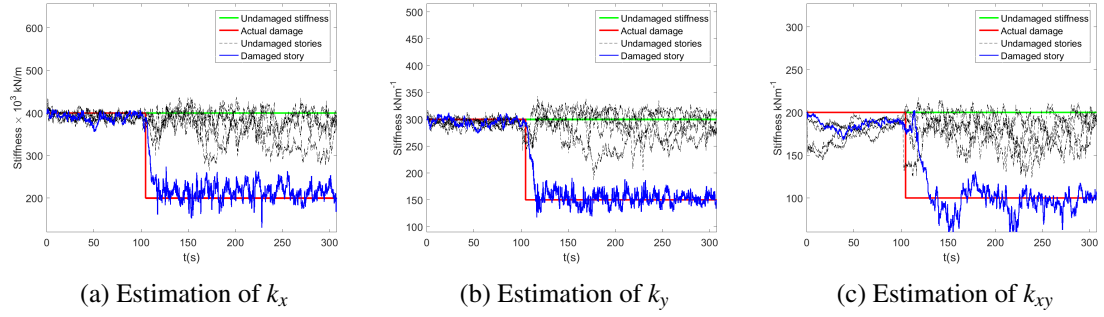 Undamaged stiffness
Actual damage
Undamaged stories
Damaged story
600
500
400
300
200
Stiffness × 10³ kN/m
0 50 100 150 200 250 300
t(s)
(a) Estimation of kx
Undamaged stiffness
Actual damage
Undamaged stories
Damaged story
500
450
400
350
300
250
200
150
100
Stiffness kNm⁻¹
0 50 100 150 200 250 300
t(s)
(b) Estimation of ky
Undamaged stiffness
Actual damage
Undamaged stories
Damaged story
300
250
200
150
100
Stiffness kNm⁻¹
0 50 100 150 200 250 300
t(s)
(c) Estimation of kxy